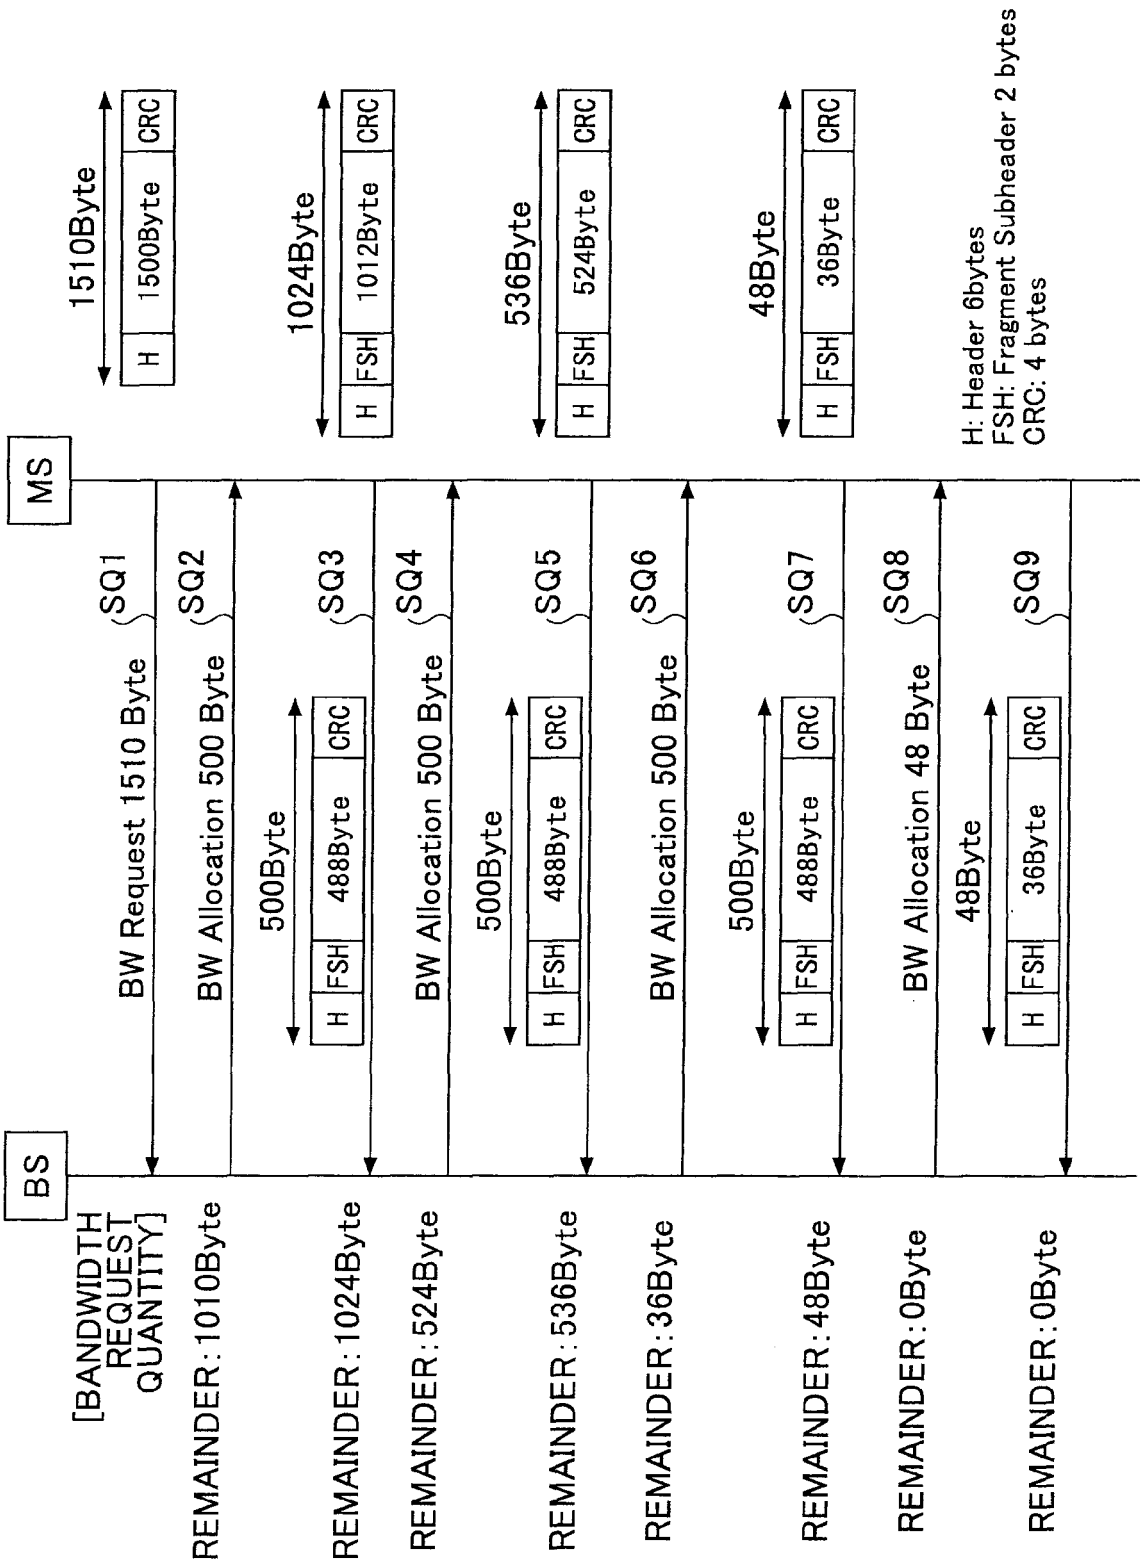 BS
MS
[BANDWIDTH
REQUEST
QUANTITY]
BW Request 1510 Byte
SQ1
1510Byte
H 1500Byte CRC
REMAINDER:1010Byte
BW Allocation 500 Byte
SQ2
REMAINDER:1024Byte
500Byte
H FSH 488Byte CRC
SQ3
1024Byte
H FSH 1012Byte CRC
REMAINDER:524Byte
BW Allocation 500 Byte
SQ4
REMAINDER:536Byte
500Byte
H FSH 488Byte CRC
SQ5
536Byte
H FSH 524Byte CRC
REMAINDER:36Byte
BW Allocation 500 Byte
SQ6
REMAINDER:48Byte
500Byte
H FSH 488Byte CRC
SQ7
48Byte
H FSH 36Byte CRC
REMAINDER:0Byte
BW Allocation 48 Byte
SQ8
REMAINDER:0Byte
48Byte
H FSH 36Byte CRC
SQ9
H: Header 6bytes
FSH: Fragment Subheader 2 bytes
CRC: 4 bytes